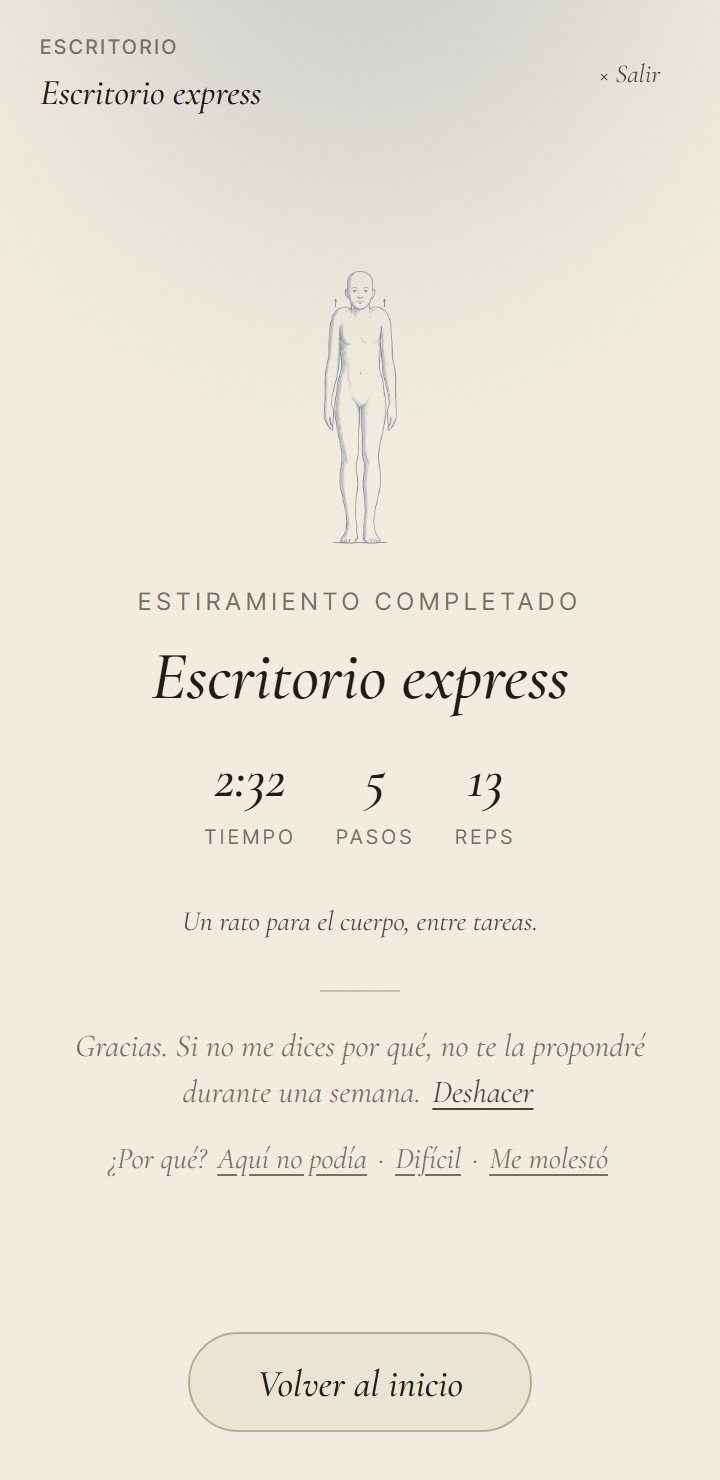 ESCRITORIO
Escritorio express
× Salir
ESTIRAMIENTO COMPLETADO
Escritorio express
2:32 5 13
TIEMPO PASOS REPS
Un rato para el cuerpo, entre tareas.
Gracias. Si no me dices por qué, no te la propondré
durante una semana. Deshacer
¿Por qué? Aquí no podía · Difícil · Me molestó
Volver al inicio